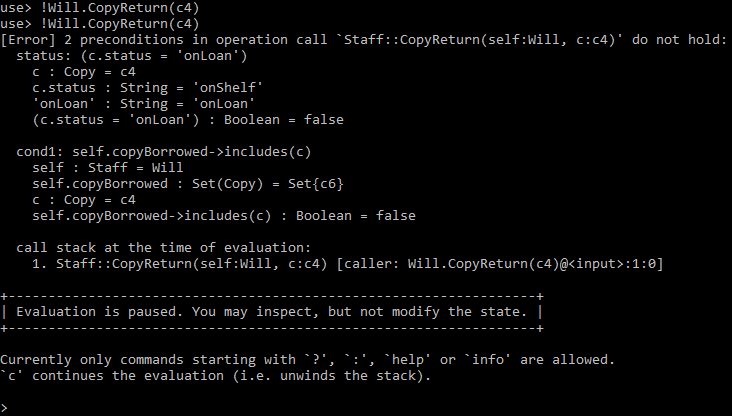 use> !Will.CopyReturn(c4)
use> !Will.CopyReturn(c4)
[Error] 2 preconditions in operation call `Staff::CopyReturn(self:Will, c:c4)' do not hold:
  status: (c.status = 'onLoan')
    c : Copy = c4
    c.status : String = 'onShelf'
    'onLoan' : String = 'onLoan'
    (c.status = 'onLoan') : Boolean = false

  cond1: self.copyBorrowed->includes(c)
    self : Staff = Will
    self.copyBorrowed : Set(Copy) = Set{c6}
    c : Copy = c4
    self.copyBorrowed->includes(c) : Boolean = false

  call stack at the time of evaluation:
    1. Staff::CopyReturn(self:Will, c:c4) [caller: Will.CopyReturn(c4)@<input>:1:0]

+------------------------------------------------------------------+
| Evaluation is paused. You may inspect, but not modify the state. |
+------------------------------------------------------------------+

Currently only commands starting with `?', `:', `help' or `info' are allowed.
`c' continues the evaluation (i.e. unwinds the stack).

>